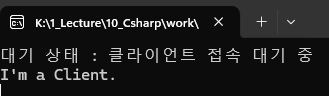 K:\1_Lecture\10_Csharp\work\
대기 상태 : 클라이언트 접속 대기 중
I'm a Client.